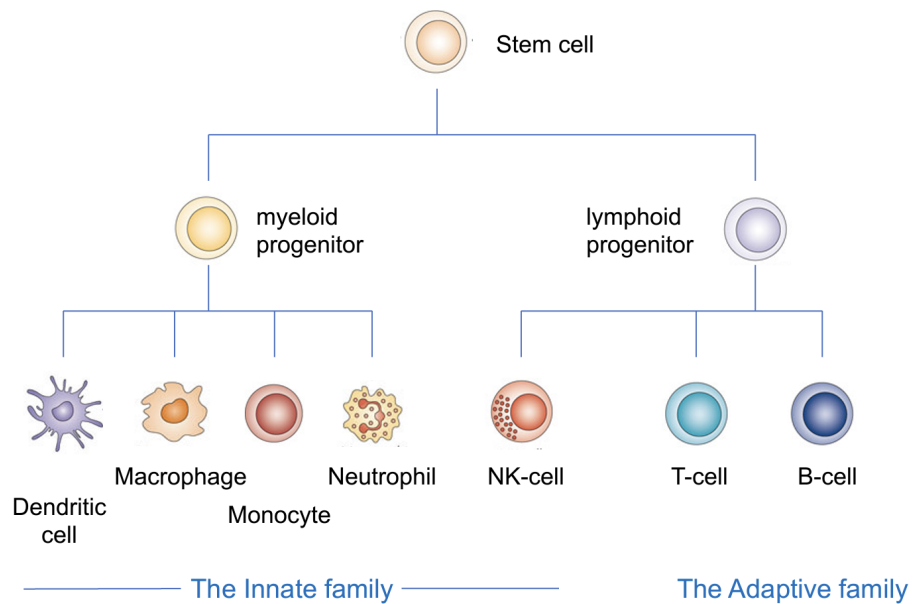 Stem cell
myeloid
progenitor
lymphoid
progenitor
Dendritic
cell
Macrophage
Monocyte
Neutrophil
NK-cell
T-cell
B-cell
The Innate family
The Adaptive family